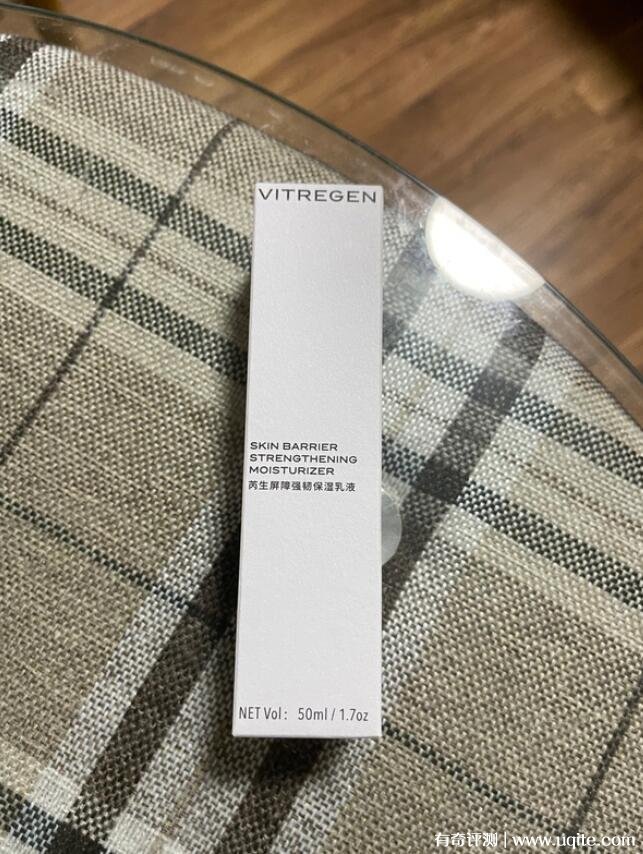 VITREGEN
SKIN BARRIER
STRENGTHENING
MOISTURIZER
芮生屏障强韧保湿乳液
NET Vol： 50ml / 1.7oz
有奇评测 | www.uqite.com